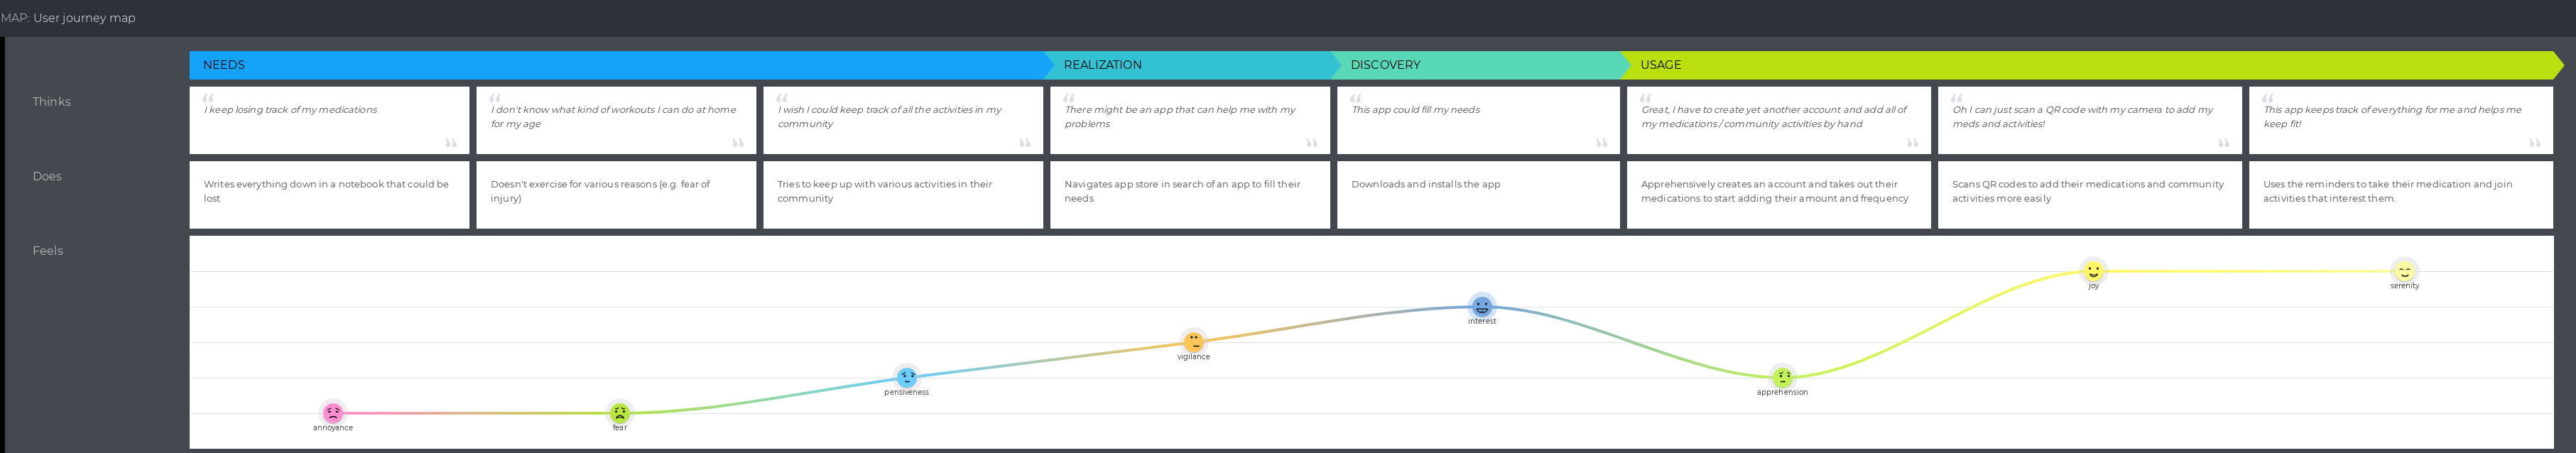 MAP: User journey map
NEEDS
REALIZATION
DISCOVERY
USAGE
Thinks
“
I keep losing track of my medications
”
“
I don't know what kind of workouts I can do at home
for my age
”
“
I wish I could keep track of all the activities in my
community
”
“
There might be an app that can help me with my
problems
”
“
This app could fill my needs
”
“
Great, I have to create yet another account and add all of
my medications / community activities by hand
”
“
Oh I can just scan a QR code with my camera to add my
meds and activities!
”
“
This app keeps track of everything for me and helps me
keep fit!
”
Does
Writes everything down in a notebook that could be
lost
Doesn't exercise for various reasons (e.g. fear of
injury)
Tries to keep up with various activities in their
community
Navigates app store in search of an app to fill their
needs
Downloads and installs the app
Apprehensively creates an account and takes out their
medications to start adding their amount and frequency
Scans QR codes to add their medications and community
activities more easily
Uses the reminders to take their medication and join
activities that interest them.
Feels
annoyance
fear
pensiveness
vigilance
interest
apprehension
joy
serenity